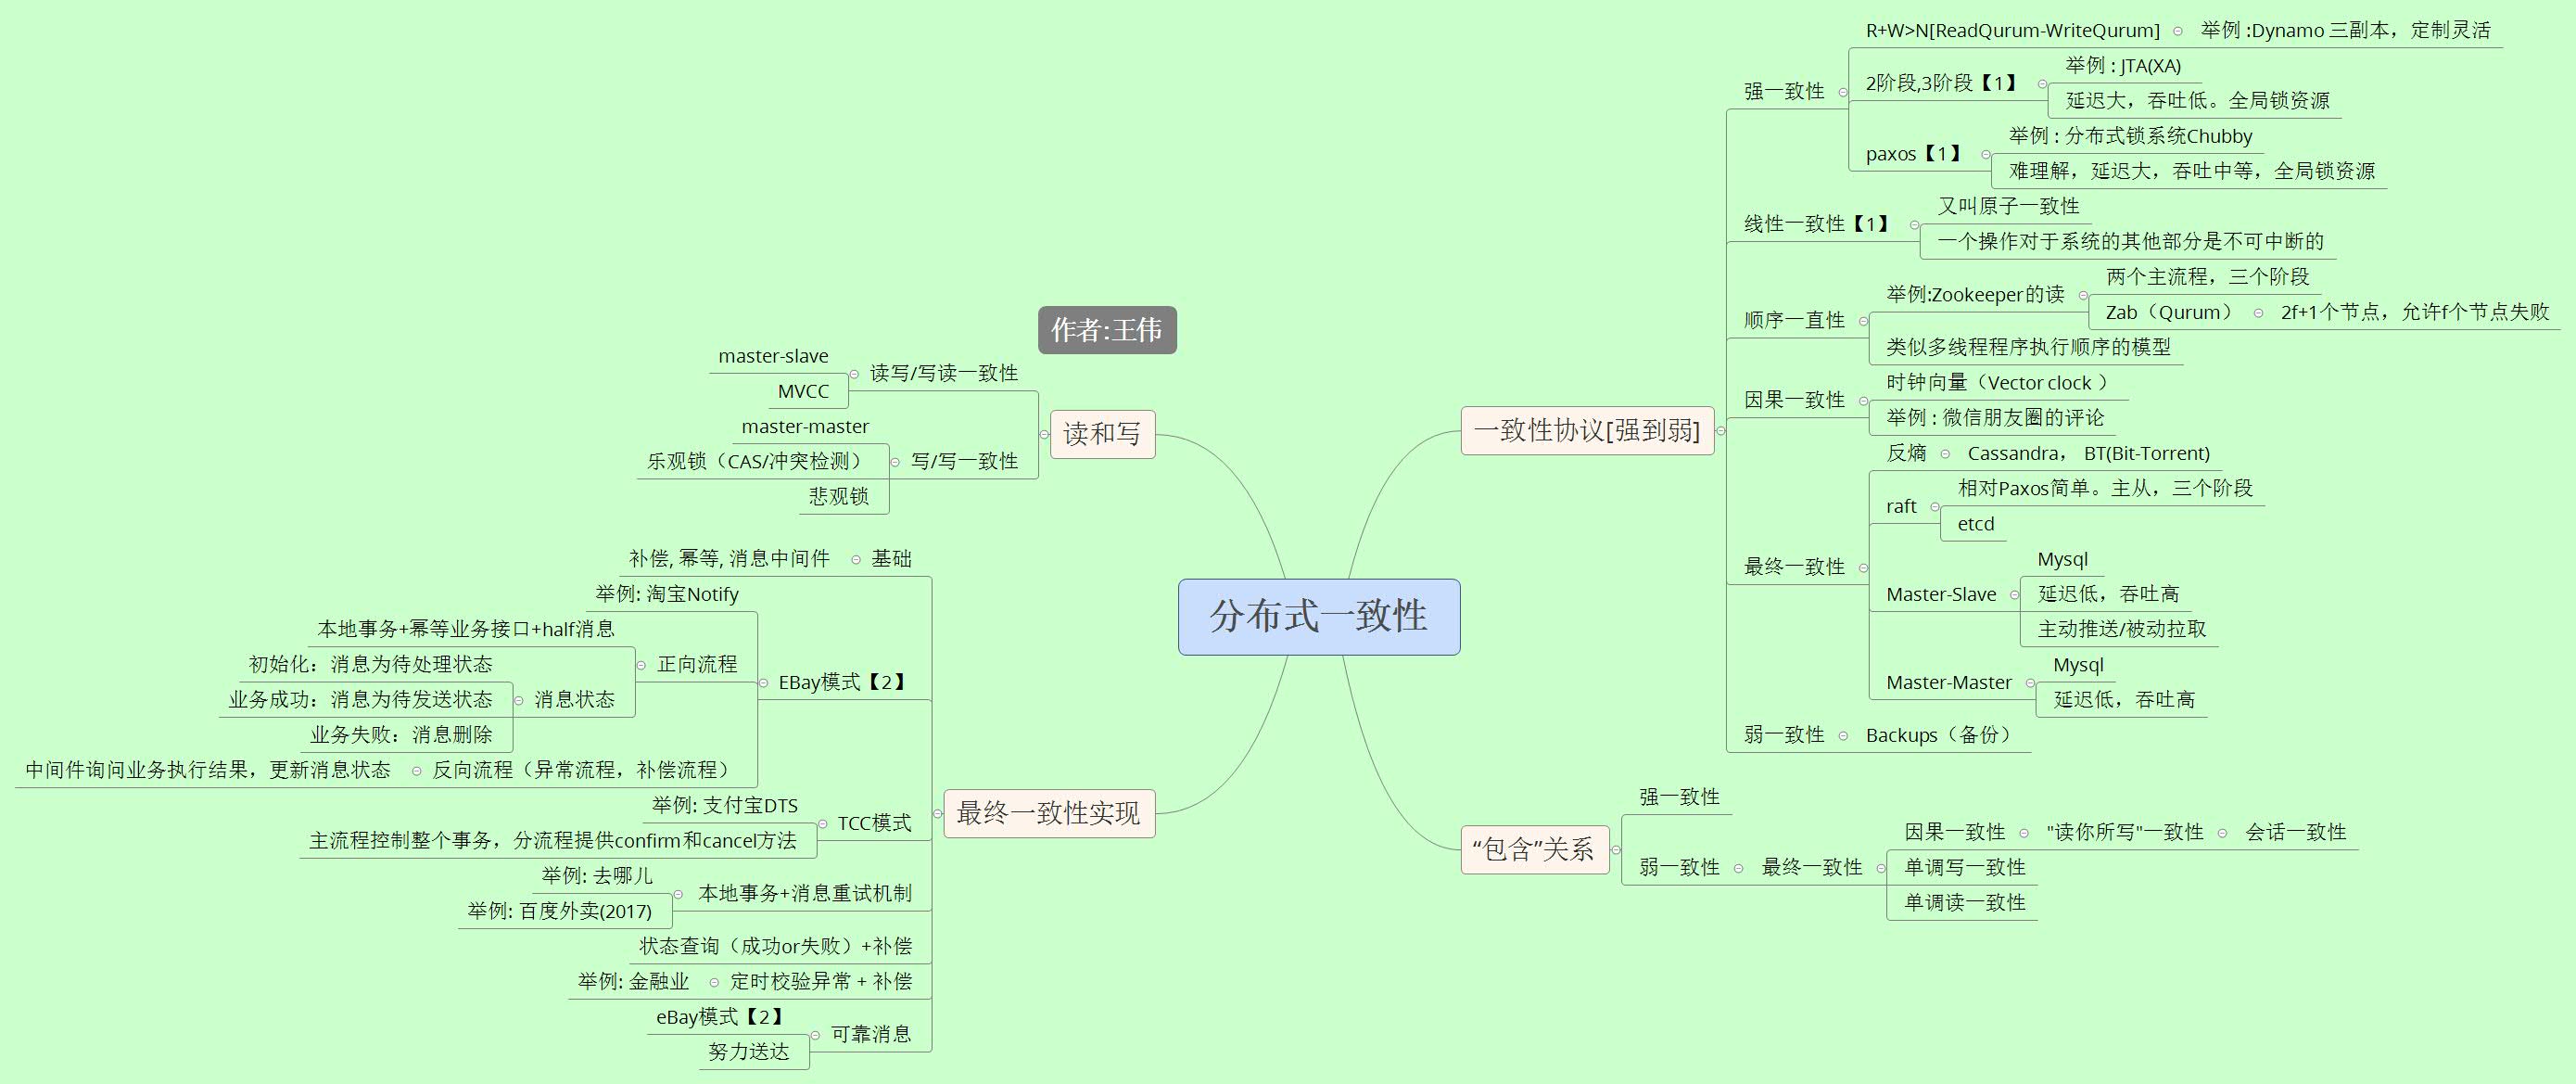 分布式一致性
作者:王伟
一致性协议[强到弱]
强一致性
R+W>N[ReadQurum-WriteQurum]
举例 :Dynamo 三副本，定制灵活
2阶段,3阶段【1】
举例 : JTA(XA)
延迟大，吞吐低。全局锁资源
paxos【1】
举例 : 分布式锁系统Chubby
难理解，延迟大，吞吐中等，全局锁资源
线性一致性【1】
又叫原子一致性
一个操作对于系统的其他部分是不可中断的
顺序一直性
举例:Zookeeper的读
两个主流程，三个阶段
Zab（Qurum）
2f+1个节点，允许f个节点失败
类似多线程程序执行顺序的模型
因果一致性
时钟向量（Vector clock ）
举例 : 微信朋友圈的评论
最终一致性
反熵
Cassandra， BT(Bit-Torrent)
raft
相对Paxos简单。主从，三个阶段
etcd
Master-Slave
Mysql
延迟低，吞吐高
主动推送/被动拉取
Master-Master
Mysql
延迟低，吞吐高
弱一致性
Backups（备份）
“包含”关系
强一致性
弱一致性
最终一致性
因果一致性
"读你所写"一致性
会话一致性
单调写一致性
单调读一致性
读和写
读写/写读一致性
master-slave
MVCC
写/写一致性
master-master
乐观锁（CAS/冲突检测）
悲观锁
最终一致性实现
基础
补偿, 幂等, 消息中间件
EBay模式【2】
举例: 淘宝Notify
正向流程
本地事务+幂等业务接口+half消息
消息状态
初始化：消息为待处理状态
业务成功：消息为待发送状态
业务失败：消息删除
反向流程（异常流程，补偿流程）
中间件询问业务执行结果，更新消息状态
TCC模式
举例: 支付宝DTS
主流程控制整个事务，分流程提供confirm和cancel方法
本地事务+消息重试机制
举例: 去哪儿
举例: 百度外卖(2017)
状态查询（成功or失败）+补偿
定时校验异常 + 补偿
举例: 金融业
可靠消息
eBay模式【2】
努力送达